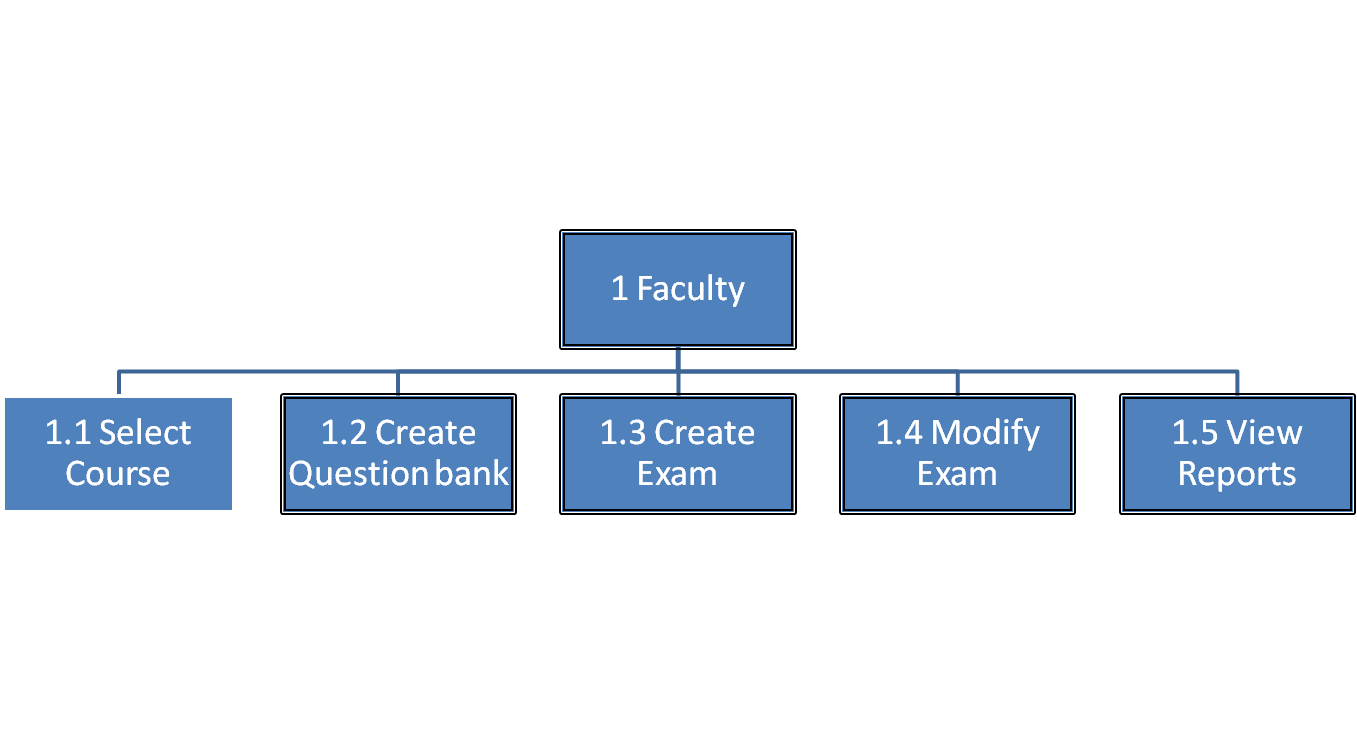 1 Faculty
1.1 Select
Course
1.2 Create
Question bank
1.3 Create
Exam
1.4 Modify
Exam
1.5 View
Reports